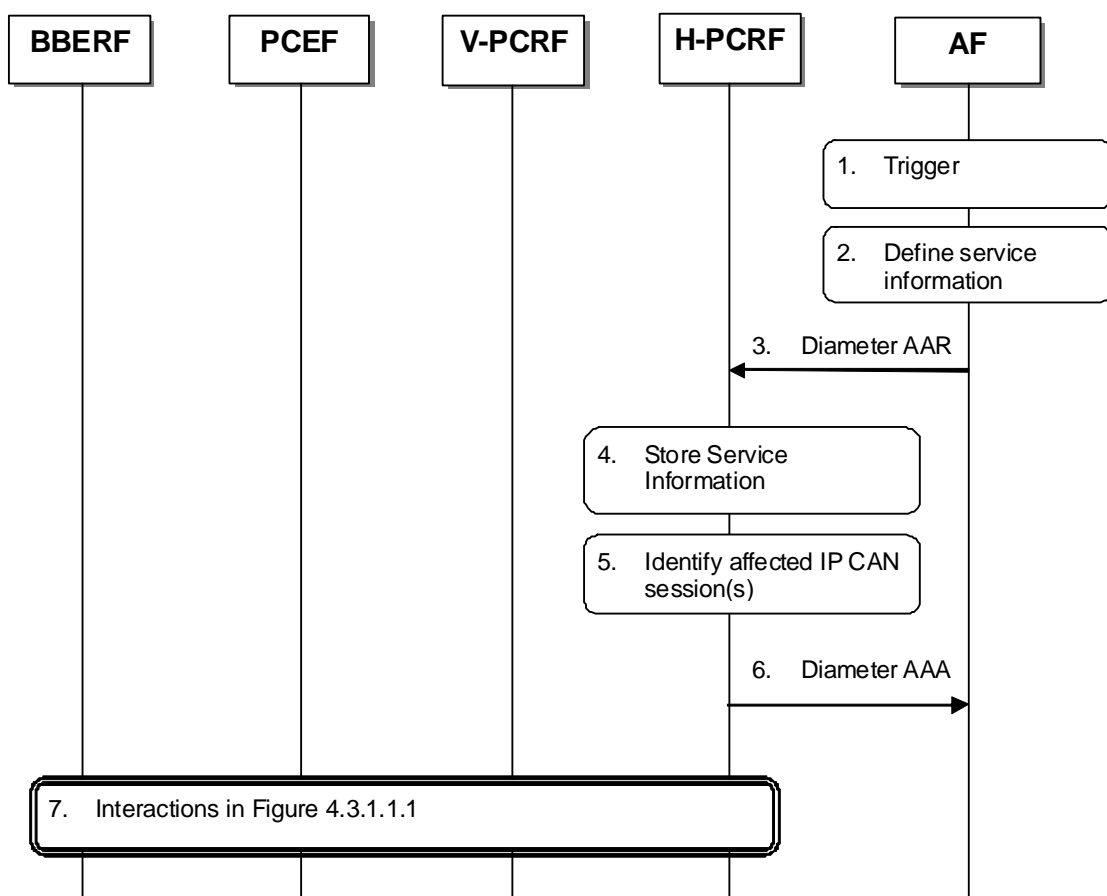 BBERF
PCEF
V-PCRF
H-PCRF
AF
1. Trigger
2. Define service
information
3. Diameter AAR
4. Store Service
Information
5. Identify affected IP CAN
session(s)
6. Diameter AAA
7. Interactions in Figure 4.3.1.1.1